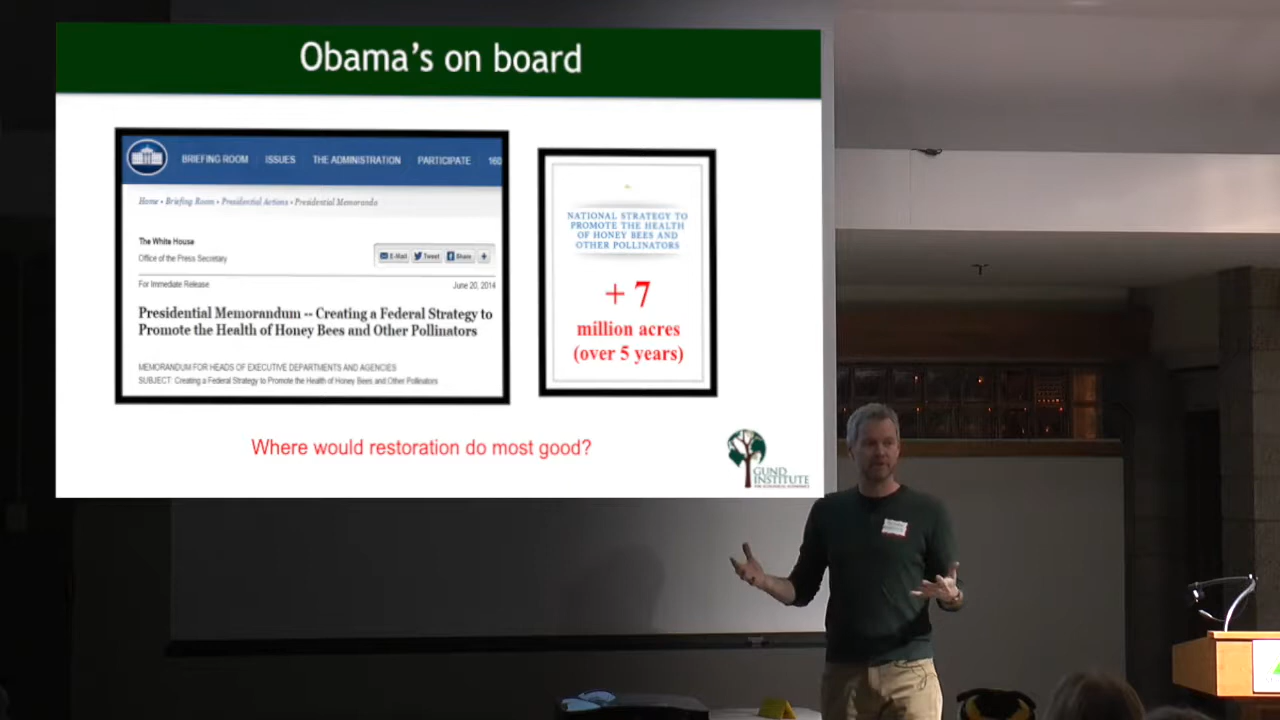 Obama's on board
BRIEFING ROOM ISSUES THE ADMINISTRATION PARTICIPATE 160
Home • Briefing Room • Presidential Actions • Presidential Memoranda
The White House
Office of the Press Secretary
E-Mail Tweet Share +
For Immediate Release
June 20, 2014
Presidential Memorandum -- Creating a Federal Strategy to
Promote the Health of Honey Bees and Other Pollinators
MEMORANDUM FOR HEADS OF EXECUTIVE DEPARTMENTS AND AGENCIES
SUBJECT: Creating a Federal Strategy to Promote the Health of Honey Bees and Other Pollinators
NATIONAL STRATEGY TO
PROMOTE THE HEALTH
OF HONEY BEES AND
OTHER POLLINATORS
+ 7
million acres
(over 5 years)
Where would restoration do most good?
GUND
INSTITUTE